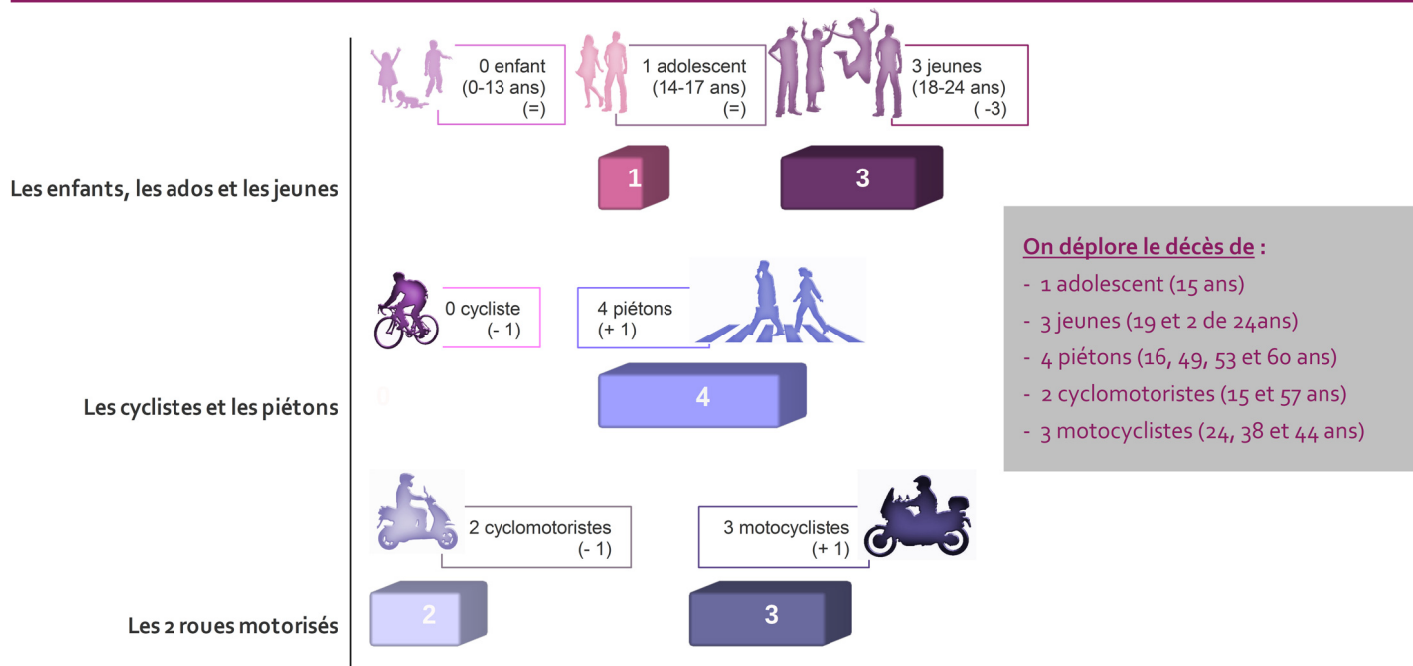 0 enfant
(0-13 ans)
(=)
1 adolescent
(14-17 ans)
(=)
3 jeunes
(18-24 ans)
( -3)
Les enfants, les ados et les jeunes
1
3
0 cycliste
(- 1)
4 piétons
(+ 1)
Les cyclistes et les piétons
0
4
2 cyclomotoristes
(- 1)
3 motocyclistes
(+ 1)
Les 2 roues motorisés
2
3
On déplore le décès de :
- 1 adolescent (15 ans)
- 3 jeunes (19 et 2 de 24ans)
- 4 piétons (16, 49, 53 et 60 ans)
- 2 cyclomotoristes (15 et 57 ans)
- 3 motocyclistes (24, 38 et 44 ans)